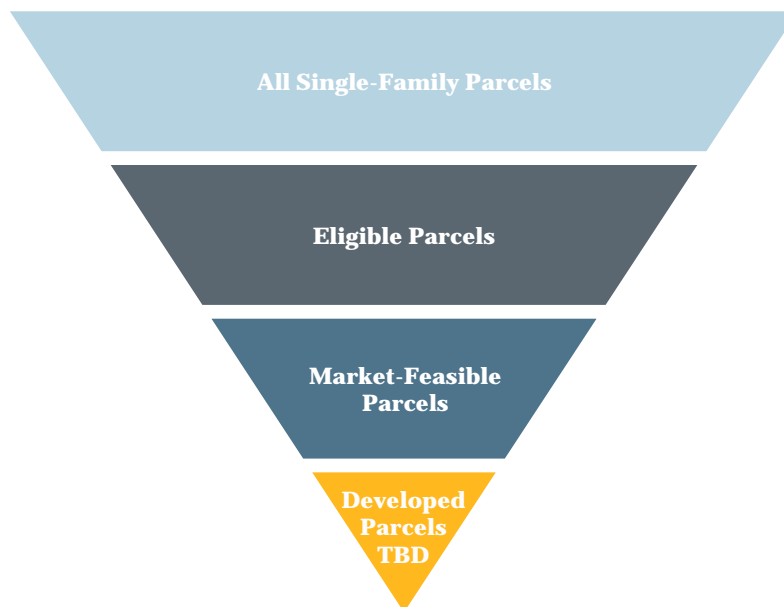 All Single-Family Parcels
Eligible Parcels
Market-Feasible
Parcels
Developed
Parcels
TBD